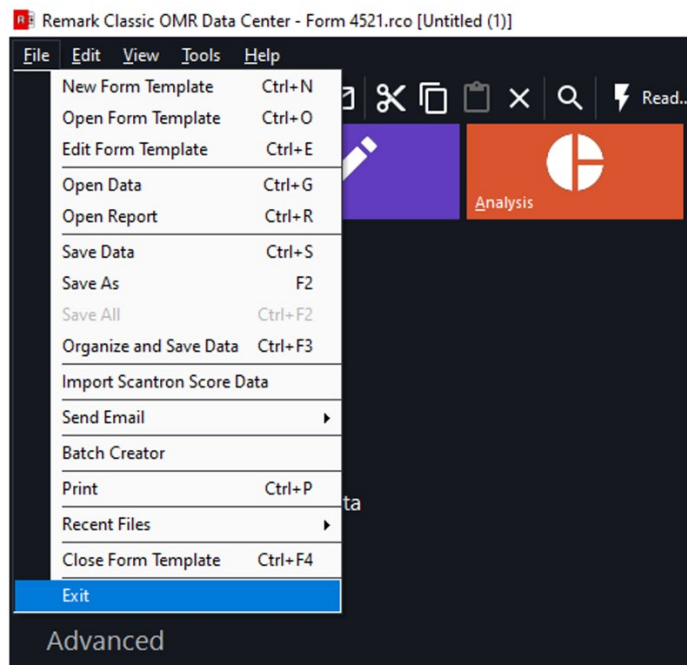 Remark Classic OMR Data Center - Form 4521.rco [Untitled (1)]
File Edit View Tools Help
Read...
New Form Template Ctrl+N
Open Form Template Ctrl+O
Edit Form Template Ctrl+E
Analysis
Open Data Ctrl+G
Open Report Ctrl+R
Save Data Ctrl+S
Save As F2
Save All Ctrl+F2
Organize and Save Data Ctrl+F3
Import Scantron Score Data
Send Email
Batch Creator
Print Ctrl+P
ta
Recent Files
Close Form Template Ctrl+F4
Exit
Advanced